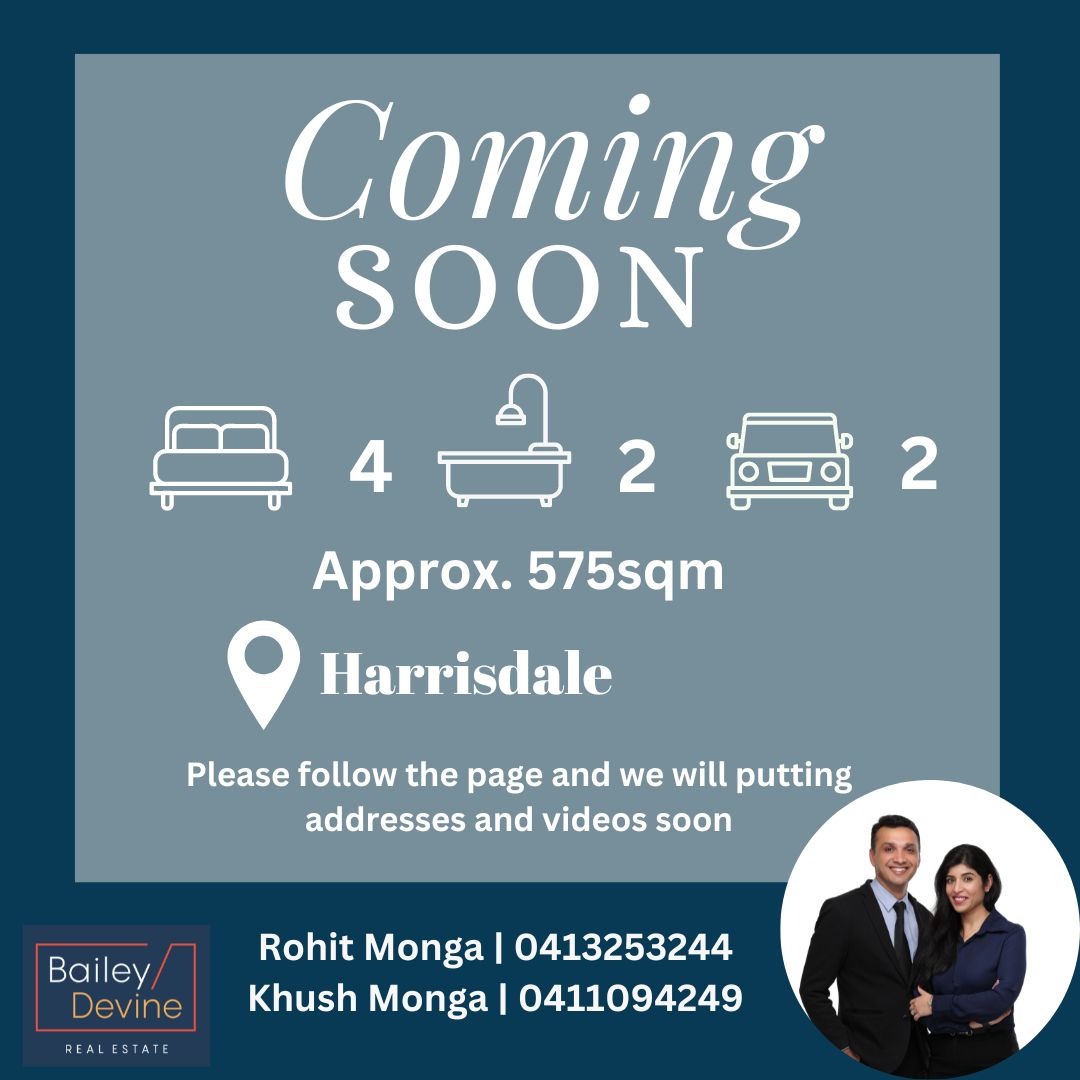 Coming
SOON
4 2 2
Approx. 575sqm
Harrisdale
Please follow the page and we will putting
addresses and videos soon
Rohit Monga | 0413253244
Khush Monga | 0411094249
Bailey/
Devine
REAL ESTATE